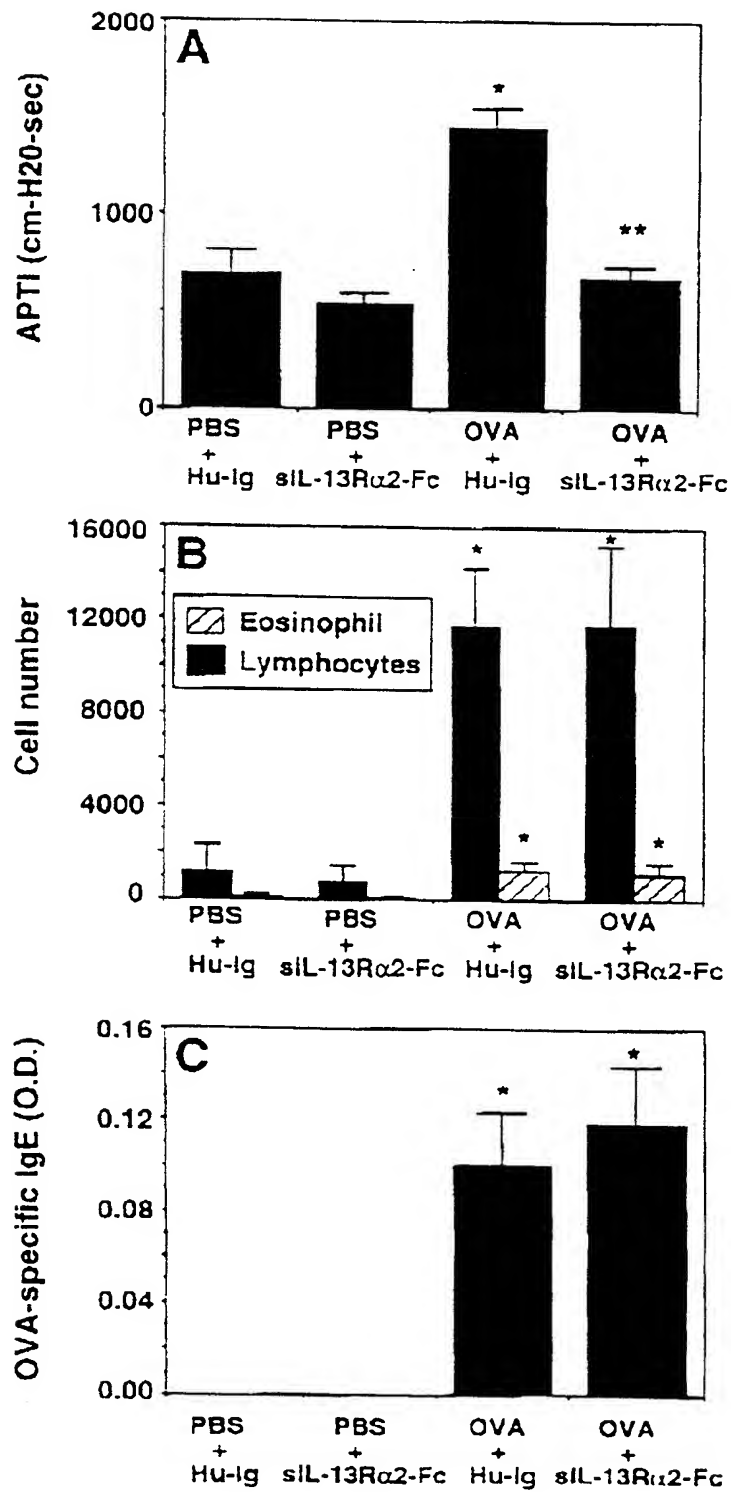 A
APTI (cm-H20-sec)
2000
1000
0
*
**
PBS + Hu-Ig
PBS + sIL-13Rα2-Fc
OVA + Hu-Ig
OVA + sIL-13Rα2-Fc
B
Cell number
16000
12000
8000
4000
0
Eosinophil
Lymphocytes
*
*
*
*
PBS + Hu-Ig
PBS + sIL-13Rα2-Fc
OVA + Hu-Ig
OVA + sIL-13Rα2-Fc
C
OVA-specific IgE (O.D.)
0.16
0.12
0.08
0.04
0.00
*
*
PBS + Hu-Ig
PBS + sIL-13Rα2-Fc
OVA + Hu-Ig
OVA + sIL-13Rα2-Fc